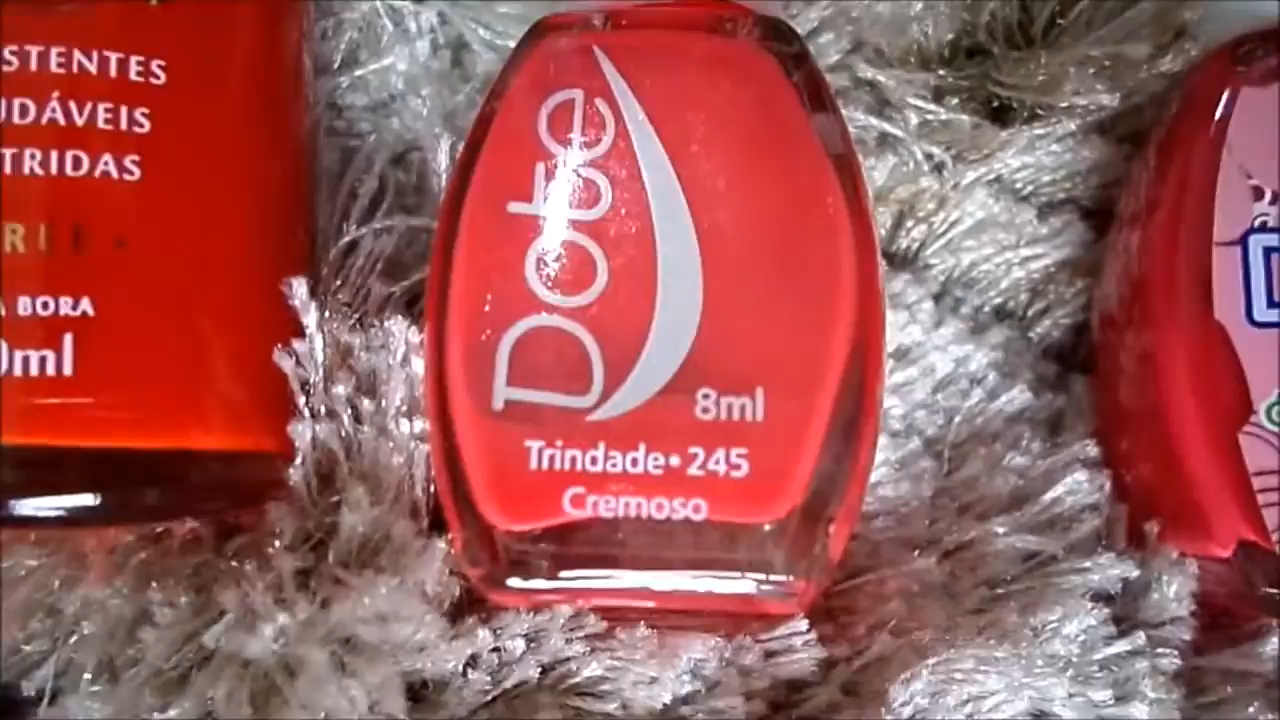 STENTES
UDÁVEIS
TRIDAS
BORA
0ml
Dote
8ml
Trindade•245
Cremoso